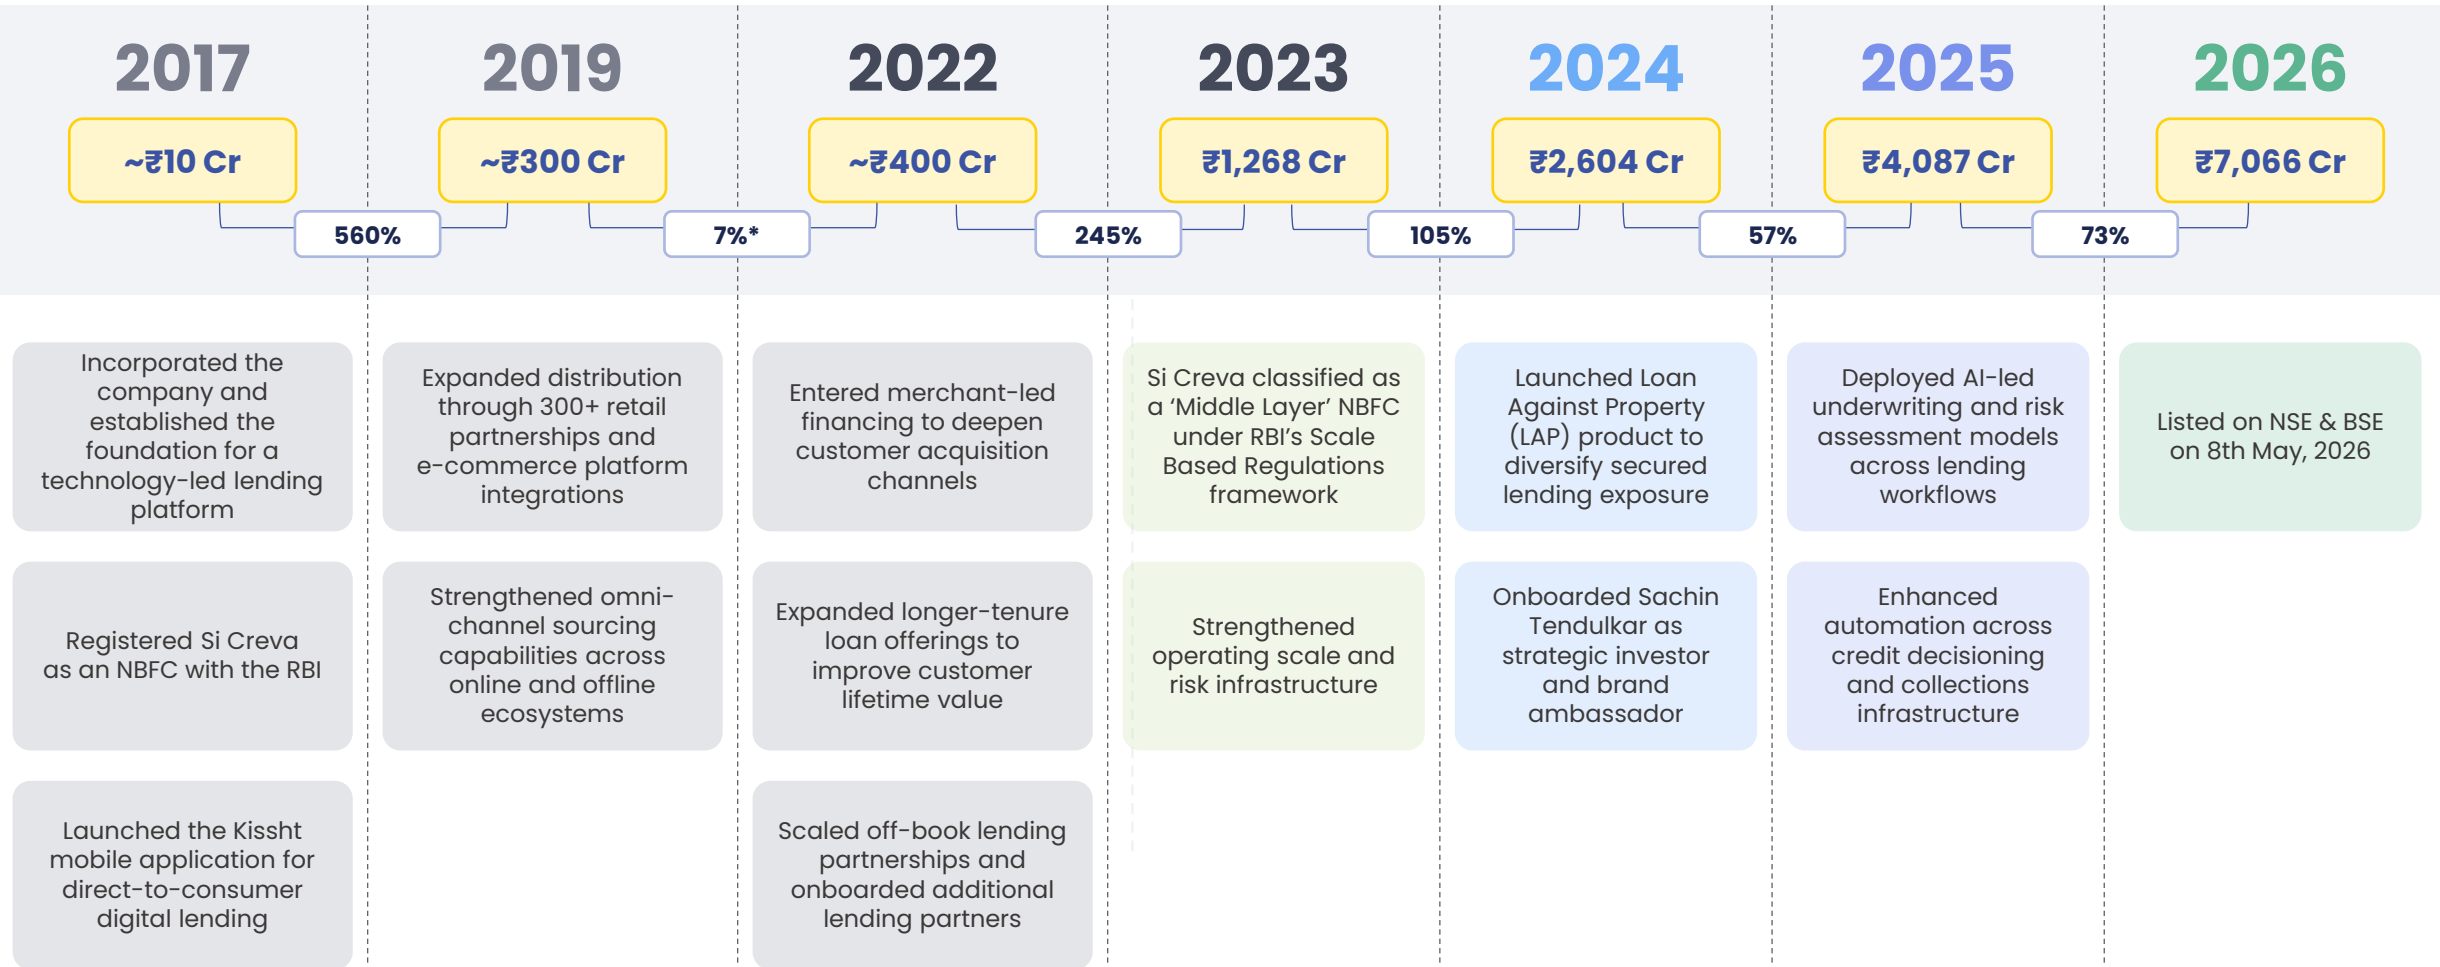 2017
2019
2022
2023
2024
2025
2026
~₹10 Cr
~₹300 Cr
~₹400 Cr
₹1,268 Cr
₹2,604 Cr
₹4,087 Cr
₹7,066 Cr
560%
7%*
245%
105%
57%
73%
Incorporated the
company and
established the
foundation for a
technology-led lending
platform
Registered Si Creva
as an NBFC with the RBI
Launched the Kissht
mobile application for
direct-to-consumer
digital lending
Expanded distribution
through 300+ retail
partnerships and
e-commerce platform
integrations
Strengthened omni-
channel sourcing
capabilities across
online and offline
ecosystems
Entered merchant-led
financing to deepen
customer acquisition
channels
Expanded longer-tenure
loan offerings to
improve customer
lifetime value
Scaled off-book lending
partnerships and
onboarded additional
lending partners
Si Creva classified as
a ‘Middle Layer’ NBFC
under RBI’s Scale
Based Regulations
framework
Strengthened
operating scale and
risk infrastructure
Launched Loan
Against Property
(LAP) product to
diversify secured
lending exposure
Onboarded Sachin
Tendulkar as
strategic investor
and brand
ambassador
Deployed AI-led
underwriting and risk
assessment models
across lending
workflows
Enhanced
automation across
credit decisioning
and collections
infrastructure
Listed on NSE & BSE
on 8th May, 2026